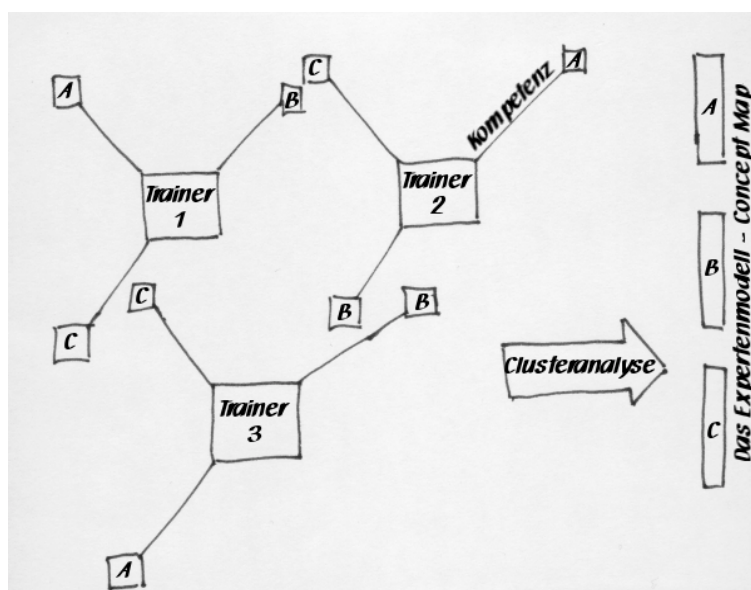 A
B
Trainer
1
C
C
Kompetenz
A
Trainer
2
B
C
B
Trainer
3
A
Clusteranalyse
A
B
C
Das Expertenmodell - Concept Map